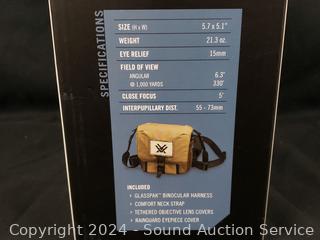 SPECIFICATIONS
SIZE (H x W) 5.7 x 5.1"
WEIGHT 21.3 oz.
EYE RELIEF 15mm
FIELD OF VIEW
ANGULAR 6.3°
@ 1,000 YARDS 330'
CLOSE FOCUS 5'
INTERPUPILLARY DIST. 55 - 73mm
INCLUDED
• GLASSPAK™ BINOCULAR HARNESS
• COMFORT NECK STRAP
• TETHERED OBJECTIVE LENS COVERS
• RAINGUARD EYEPIECE COVER
Copyright 2024 - Sound Auction Service